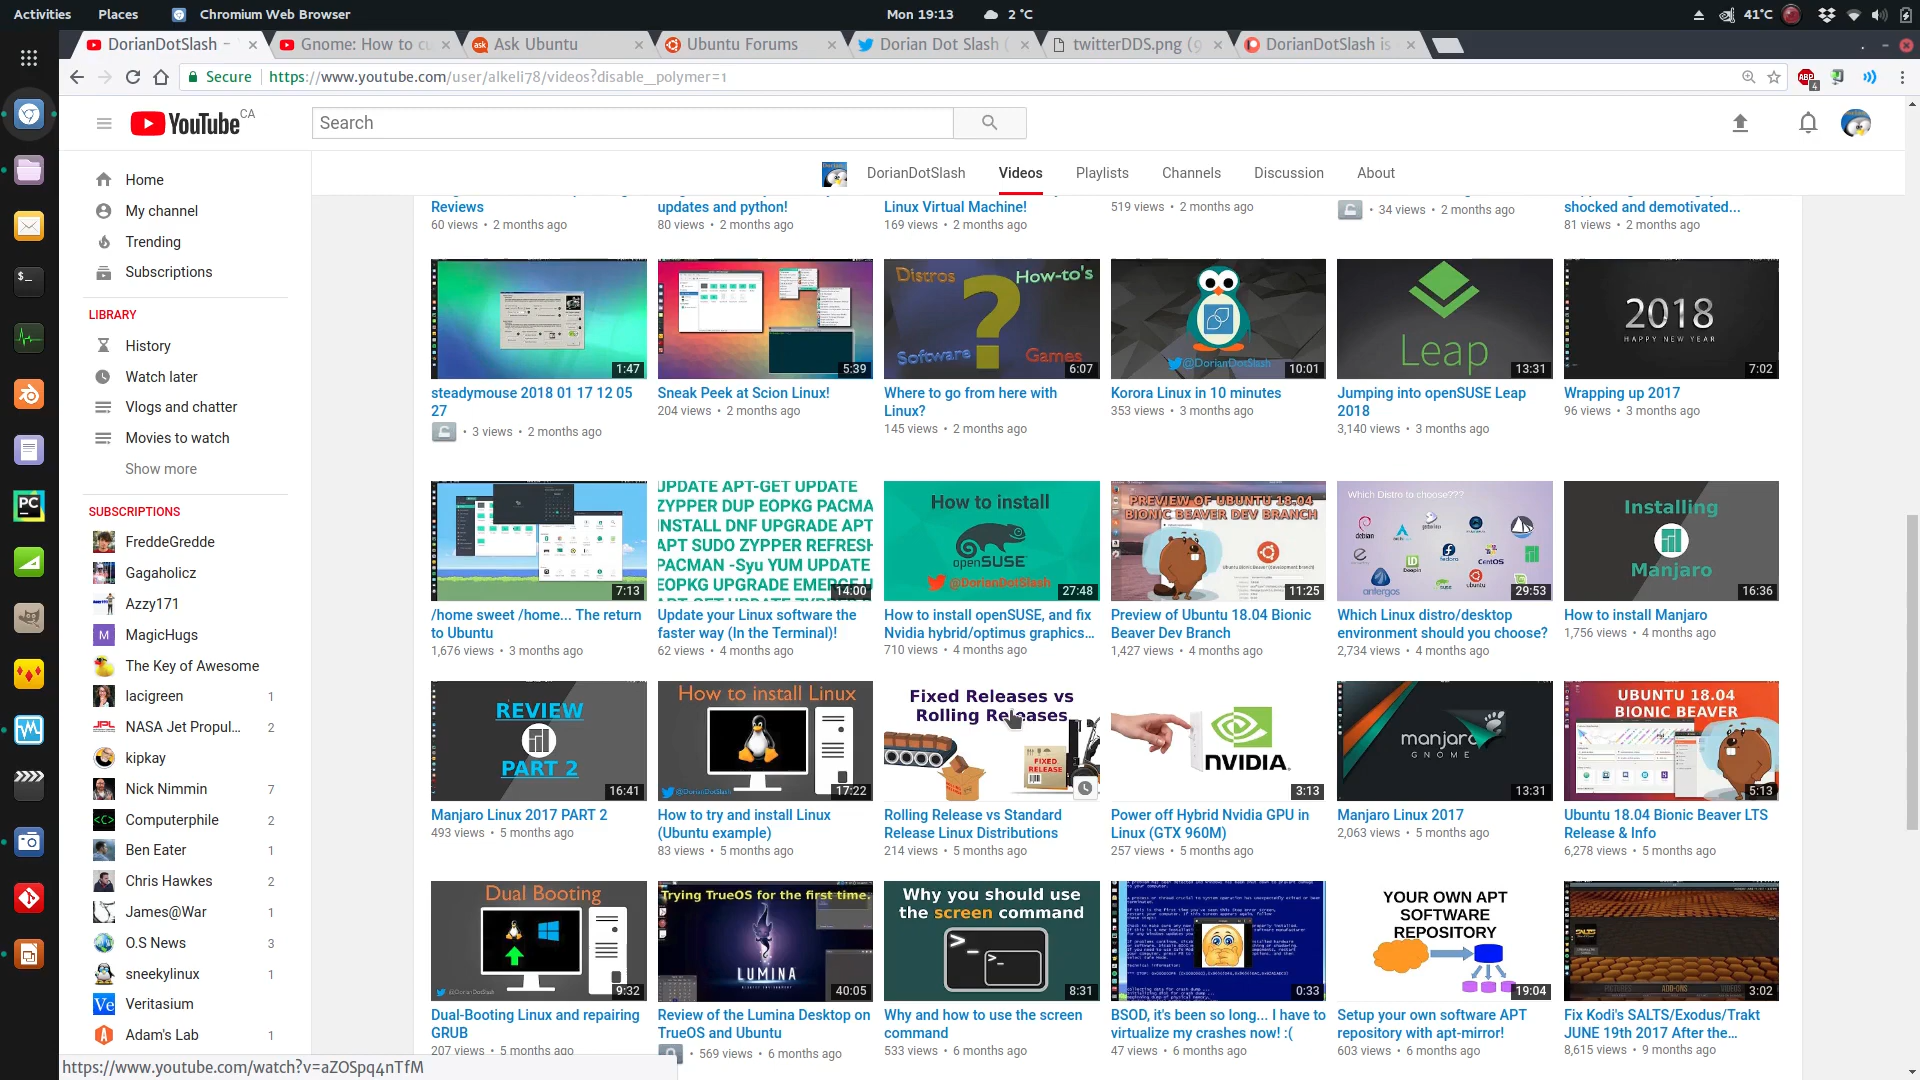 Activities Places Chromium Web Browser Mon 19:13 2 °C 41°C
DorianDotSlash - Gnome: How to cu Ask Ubuntu Ubuntu Forums Dorian Dot Slash ( twitterDDS.png ( DorianDotSlash is
Secure https://www.youtube.com/user/alkeli78/videos?disable_polymer=1 ABP 4
YouTube CA Search
DorianDotSlash Videos Playlists Channels Discussion About
Home
My channel
Trending
Subscriptions
LIBRARY
History
Watch later
Vlogs and chatter
Movies to watch
Show more
SUBSCRIPTIONS
FreddeGredde
Gagaholicz
Azzy171
M MagicHugs
The Key of Awesome
lacigreen 1
JPL NASA Jet Propul... 2
kipkay
Nick Nimmin 7
<C> Computerphile 2
Ben Eater 1
Chris Hawkes 2
James@War 1
O.S News 3
sneekylinux 1
Ve Veritasium
Adam's Lab 1
Reviews
60 views • 2 months ago
updates and python!
80 views • 2 months ago
Linux Virtual Machine!
169 views • 2 months ago
519 views • 2 months ago
• 34 views • 2 months ago
shocked and demotivated...
81 views • 2 months ago
1:47
steadymouse 2018 01 17 12 05
27
• 3 views • 2 months ago
5:39
Sneak Peek at Scion Linux!
204 views • 2 months ago
Distros How-to's
?
Software Games
6:07
Where to go from here with
Linux?
145 views • 2 months ago
@DorianDotSlash
10:01
Korora Linux in 10 minutes
353 views • 3 months ago
Leap
13:31
Jumping into openSUSE Leap
2018
3,140 views • 3 months ago
2018
HAPPY NEW YEAR
7:02
Wrapping up 2017
96 views • 3 months ago
7:13
/home sweet /home... The return
to Ubuntu
1,676 views • 3 months ago
UPDATE APT-GET UPDATE
ZYPPER DUP EOPKG PACMA
INSTALL DNF UPGRADE APT
APT SUDO ZYPPER REFRESH
PACMAN -Syu YUM UPDATE
EOPKG UPGRADE EMERGE U
14:00
Update your Linux software the
faster way (In the Terminal)!
62 views • 4 months ago
How to install
openSUSE
@DorianDotSlash
27:48
How to install openSUSE, and fix
Nvidia hybrid/optimus graphics...
710 views • 4 months ago
PREVIEW OF UBUNTU 18.04
BIONIC BEAVER DEV BRANCH
11:25
Preview of Ubuntu 18.04 Bionic
Beaver Dev Branch
1,427 views • 4 months ago
Which Distro to choose???
debian
fedora CentOS
Deepin
antergos ubuntu
29:53
Which Linux distro/desktop
environment should you choose?
2,734 views • 4 months ago
Installing
Manjaro
16:36
How to install Manjaro
1,756 views • 4 months ago
REVIEW
PART 2
16:41
Manjaro Linux 2017 PART 2
493 views • 5 months ago
How to install Linux
@DorianDotSlash
17:22
How to try and install Linux
(Ubuntu example)
83 views • 5 months ago
Fixed Releases vs
Rolling Releases
FIXED
RELEASE
Rolling Release vs Standard
Release Linux Distributions
214 views • 5 months ago
NVIDIA.
3:13
Power off Hybrid Nvidia GPU in
Linux (GTX 960M)
257 views • 5 months ago
manjaro
GNOME
13:31
Manjaro Linux 2017
2,063 views • 5 months ago
UBUNTU 18.04
BIONIC BEAVER
5:13
Ubuntu 18.04 Bionic Beaver LTS
Release & Info
6,278 views • 5 months ago
Dual Booting
@DorianDotSlash
9:32
Dual-Booting Linux and repairing
GRUB
207 views • 5 months ago
Trying TrueOS for the first time.
LUMINA
40:05
Review of the Lumina Desktop on
TrueOS and Ubuntu
• 569 views • 6 months ago
Why you should use
the screen command
8:31
Why and how to use the screen
command
533 views • 6 months ago
0:33
BSOD, it's been so long... I have to
virtualize my crashes now! :(
47 views • 6 months ago
YOUR OWN APT
SOFTWARE
REPOSITORY
19:04
Setup your own software APT
repository with apt-mirror!
603 views • 6 months ago
SALTS
PICTURES ADD-ONS VIDEOS
3:02
Fix Kodi's SALTS/Exodus/Trakt
JUNE 19th 2017 After the...
8,615 views • 9 months ago
PC
https://www.youtube.com/watch?v=aZOSpq4nTfM